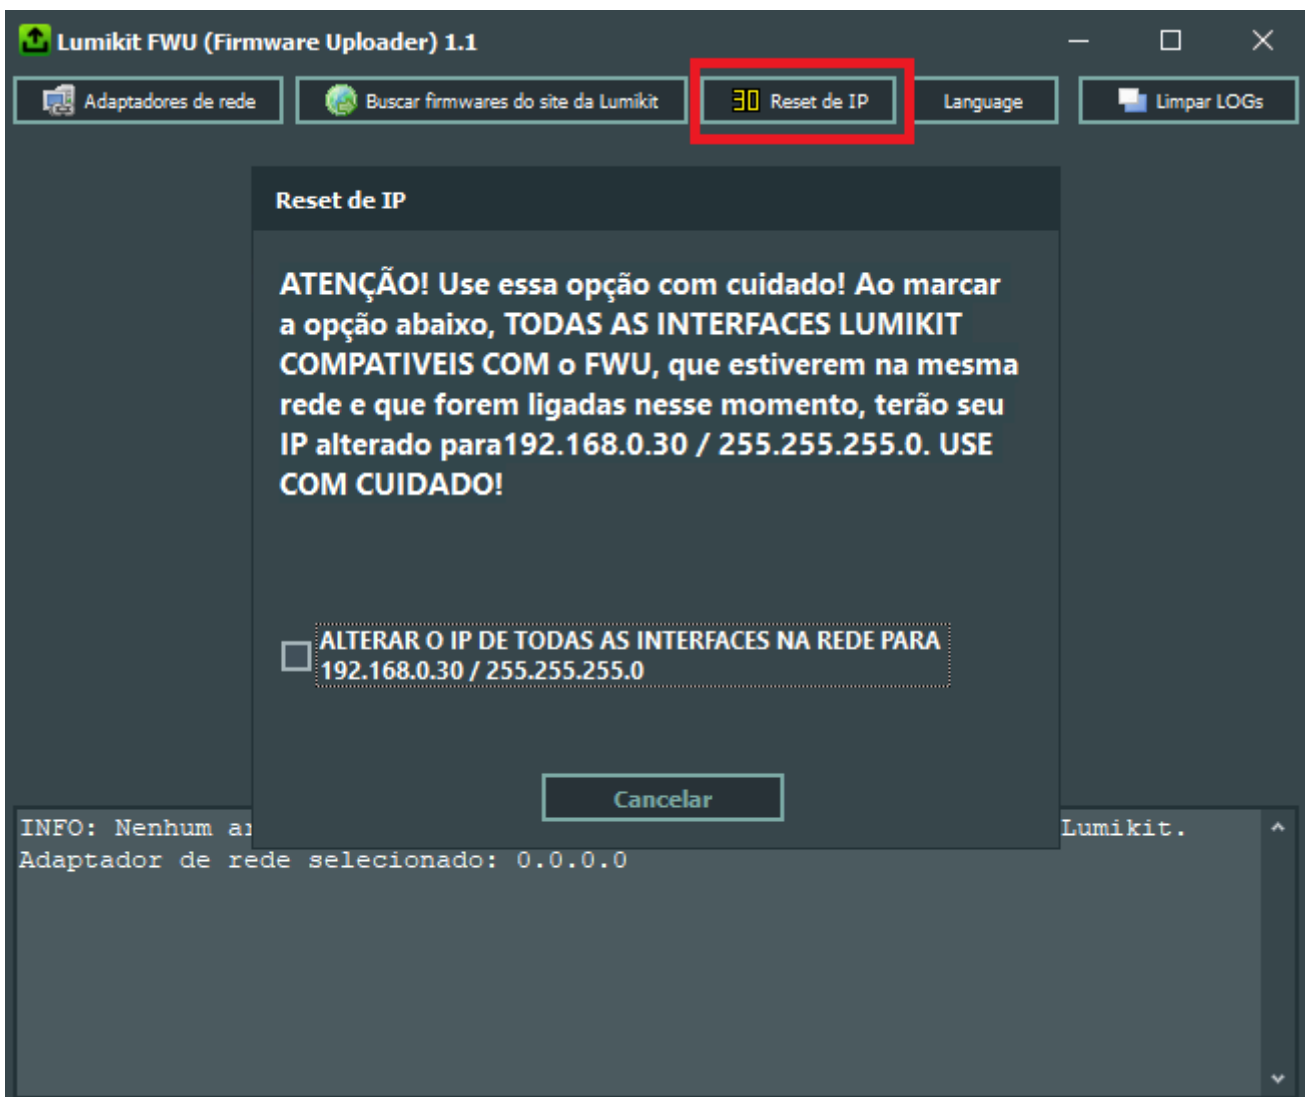 Lumikit FWU (Firmware Uploader) 1.1
Adaptadores de rede
Buscar firmwares do site da Lumikit
30 Reset de IP
Language
Limpar LOGs
Reset de IP
ATENÇÃO! Use essa opção com cuidado! Ao marcar
a opção abaixo, TODAS AS INTERFACES LUMIKIT
COMPATIVEIS COM o FWU, que estiverem na mesma
rede e que forem ligadas nesse momento, terão seu
IP alterado para192.168.0.30 / 255.255.255.0. USE
COM CUIDADO!
ALTERAR O IP DE TODAS AS INTERFACES NA REDE PARA
192.168.0.30 / 255.255.255.0
Cancelar
INFO: Nenhum Lumikit.
Adaptador de rede selecionado: 0.0.0.0